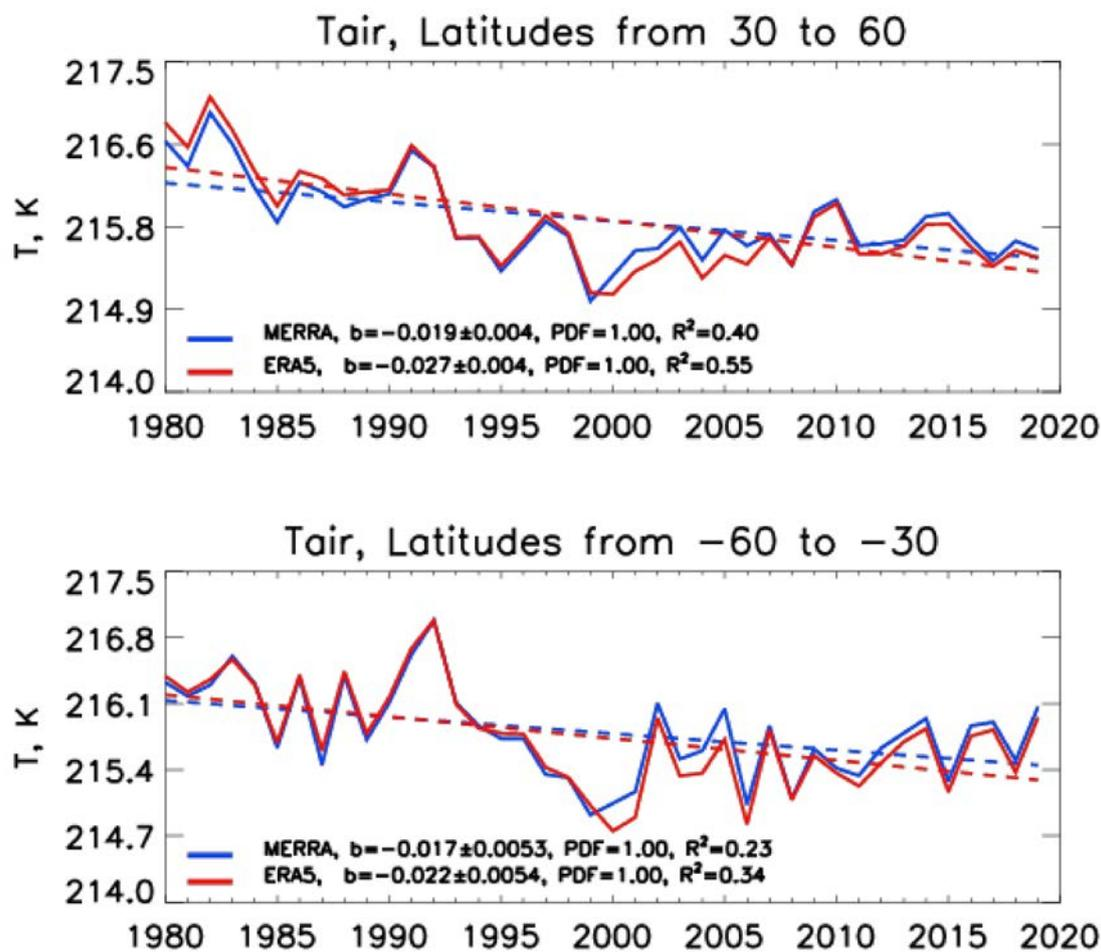 Tair, Latitudes from 30 to 60
217.5
216.6
215.8
214.9
214.0
T, K
MERRA, b=−0.019±0.004, PDF=1.00, R²=0.40
ERA5, b=−0.027±0.004, PDF=1.00, R²=0.55
1980 1985 1990 1995 2000 2005 2010 2015 2020
Tair, Latitudes from −60 to −30
217.5
216.8
216.1
215.4
214.7
214.0
T, K
MERRA, b=−0.017±0.0053, PDF=1.00, R²=0.23
ERA5, b=−0.022±0.0054, PDF=1.00, R²=0.34
1980 1985 1990 1995 2000 2005 2010 2015 2020